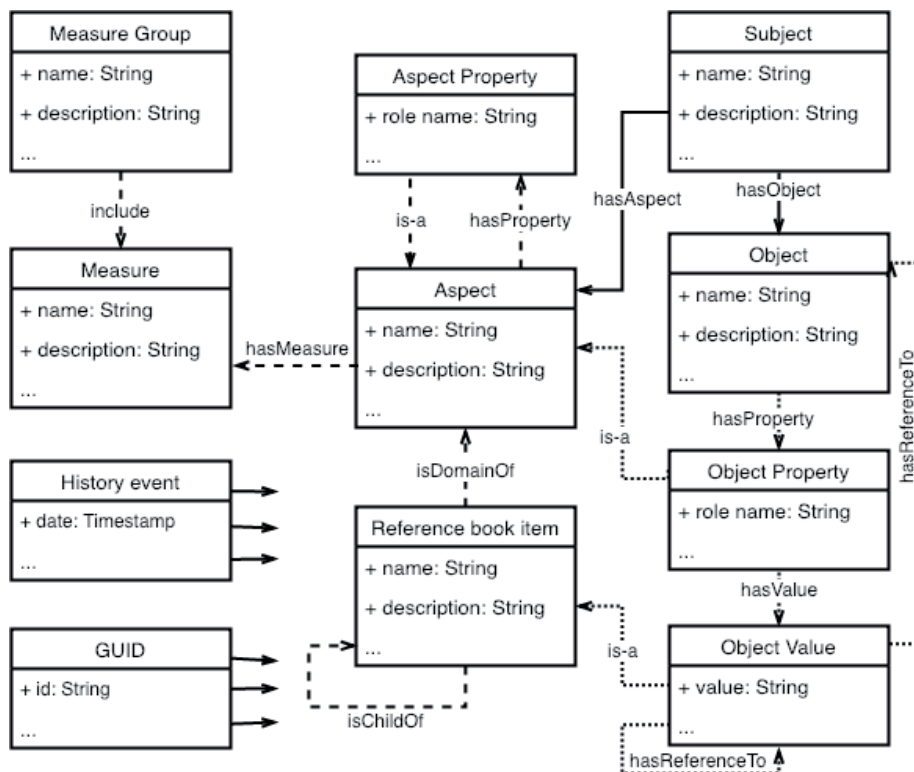 Measure Group
+ name: String
+ description: String
...
include
Measure
+ name: String
+ description: String
...
hasMeasure
Aspect Property
+ role name: String
...
is-a
hasProperty
Aspect
+ name: String
+ description: String
...
hasAspect
Subject
+ name: String
+ description: String
...
hasObject
Object
+ name: String
+ description: String
...
hasProperty
is-a
hasReferenceTo
Object Property
+ role name: String
...
hasValue
Object Value
+ value: String
...
hasReferenceTo
is-a
isDomainOf
Reference book item
+ name: String
+ description: String
...
isChildOf
History event
+ date: Timestamp
...
GUID
+ id: String
...